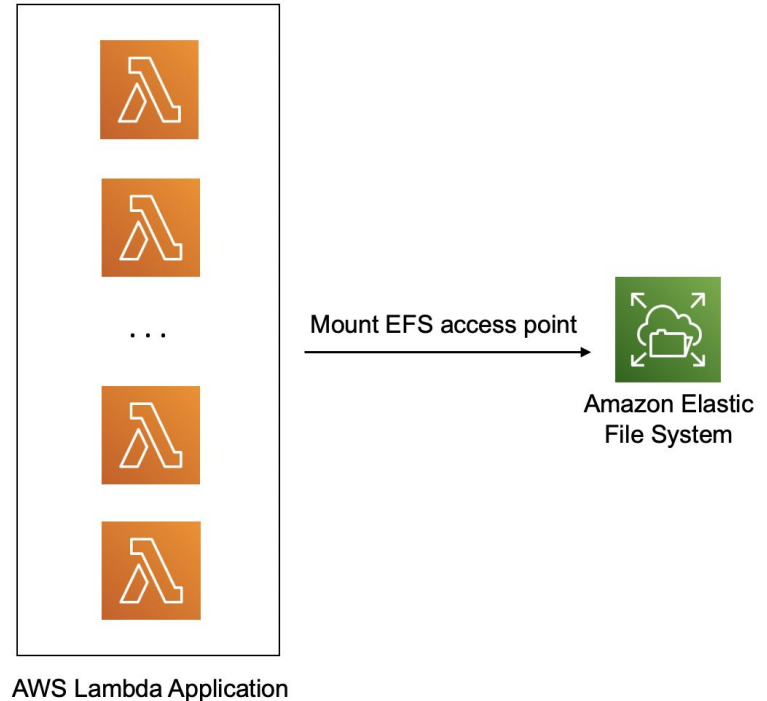 ...
Mount EFS access point
Amazon Elastic
File System
AWS Lambda Application